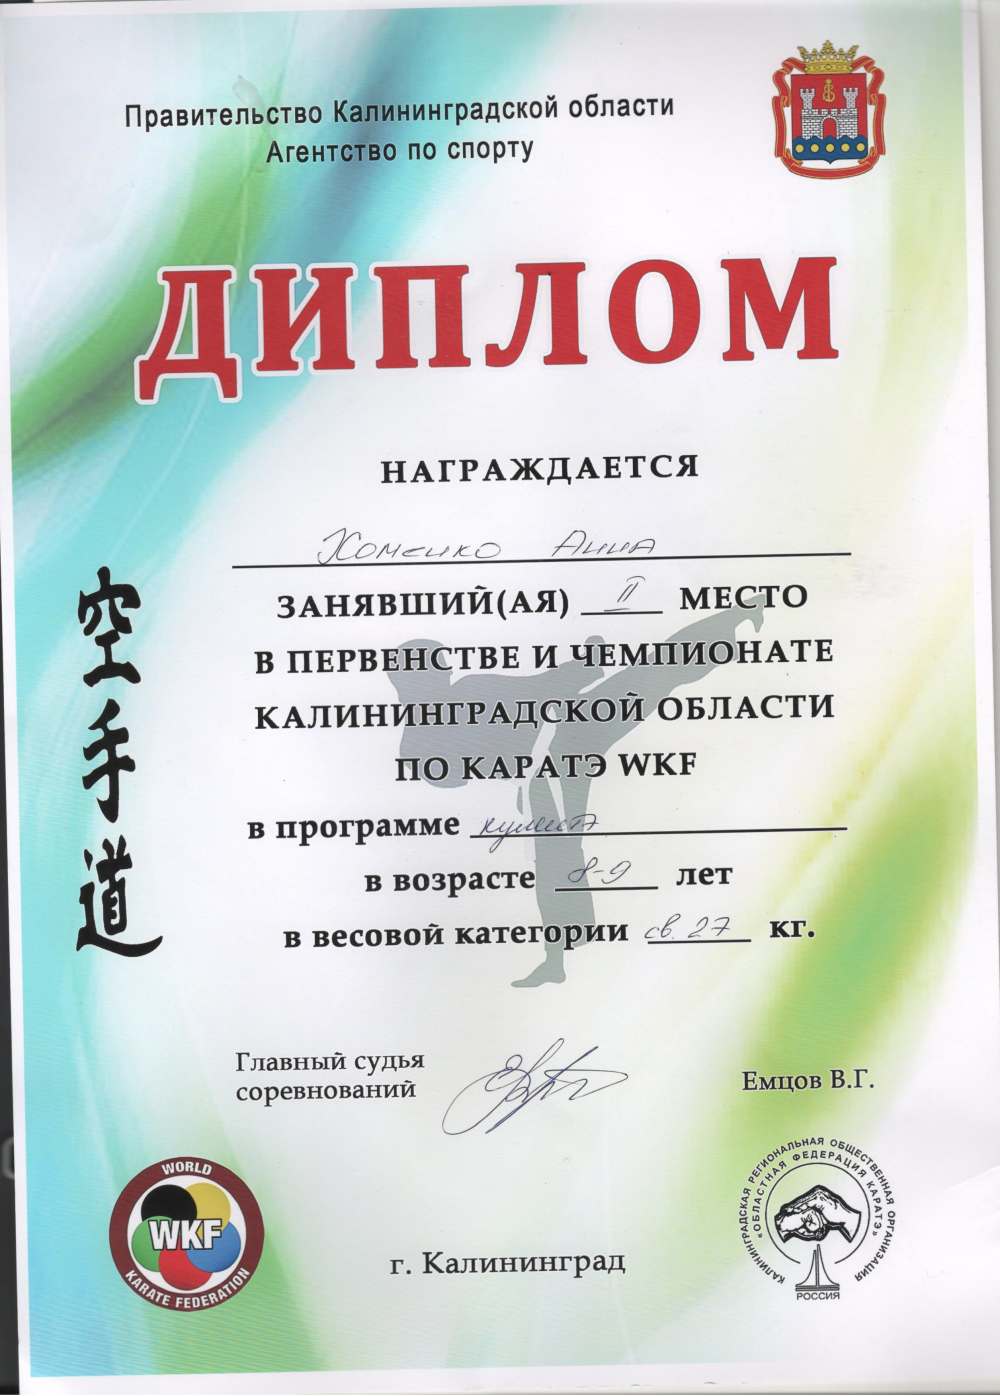 Правительство Калининградской области
Агентство по спорту
ДИПЛОМ
НАГРАЖДАЕТСЯ
Хоменко Анна
ЗАНЯВШИЙ(АЯ) II МЕСТО
В ПЕРВЕНСТВЕ И ЧЕМПИОНАТЕ
КАЛИНИНГРАДСКОЙ ОБЛАСТИ
ПО КАРАТЭ WKF
в программе кумитэ
в возрасте 8-9 лет
в весовой категории св. 27 кг.
空手道
Главный судья
соревнований
Емцов В.Г.
WORLD
WKF
KARATE FEDERATION
г. Калининград
КАЛИНИНГРАДСКАЯ РЕГИОНАЛЬНАЯ ОБЩЕСТВЕННАЯ ОРГАНИЗАЦИЯ
«ОБЛАСТНАЯ ФЕДЕРАЦИЯ КАРАТЭ»
РОССИЯ